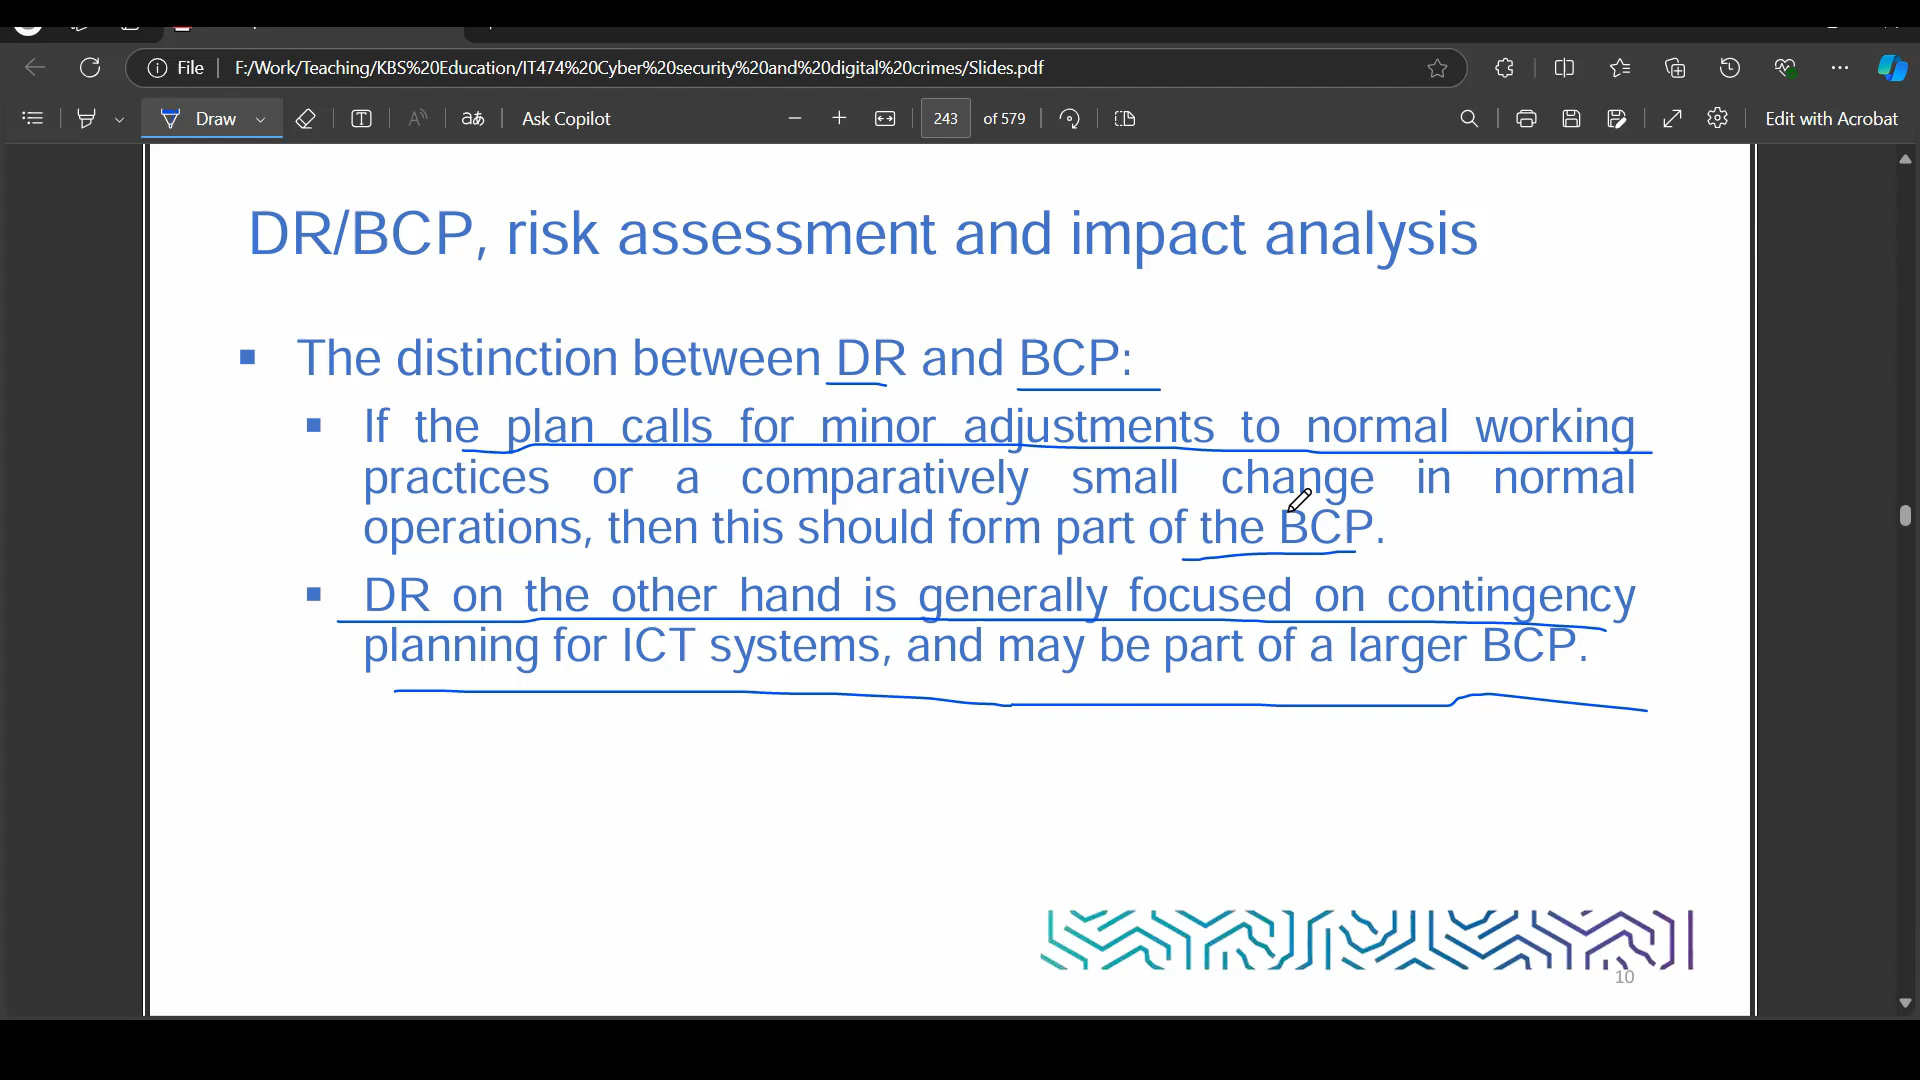 File
F:/Work/Teaching/KBS%20Education/IT474%20Cyber%20security%20and%20digital%20crimes/Slides.pdf
Draw
aあ
Ask Copilot
243 of 579
Edit with Acrobat
DR/BCP, risk assessment and impact analysis
The distinction between DR and BCP:
If the plan calls for minor adjustments to normal working
practices or a comparatively small change in normal
operations, then this should form part of the BCP.
DR on the other hand is generally focused on contingency
planning for ICT systems, and may be part of a larger BCP.
10